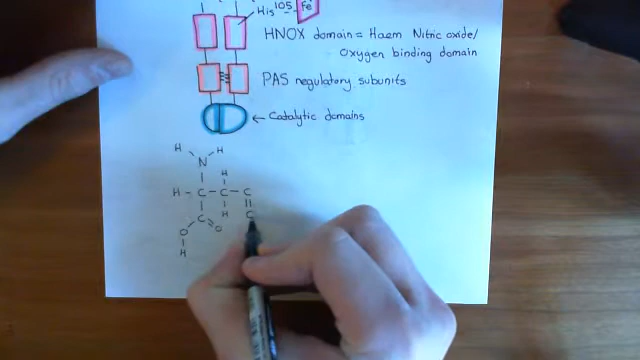 His 105 Fe
HNOX domain = Haem Nitric oxide/
Oxygen binding domain
PAS regulatory subunits
Catalytic domains
H H
N
H
H - C - C - C
C H C
O O
H